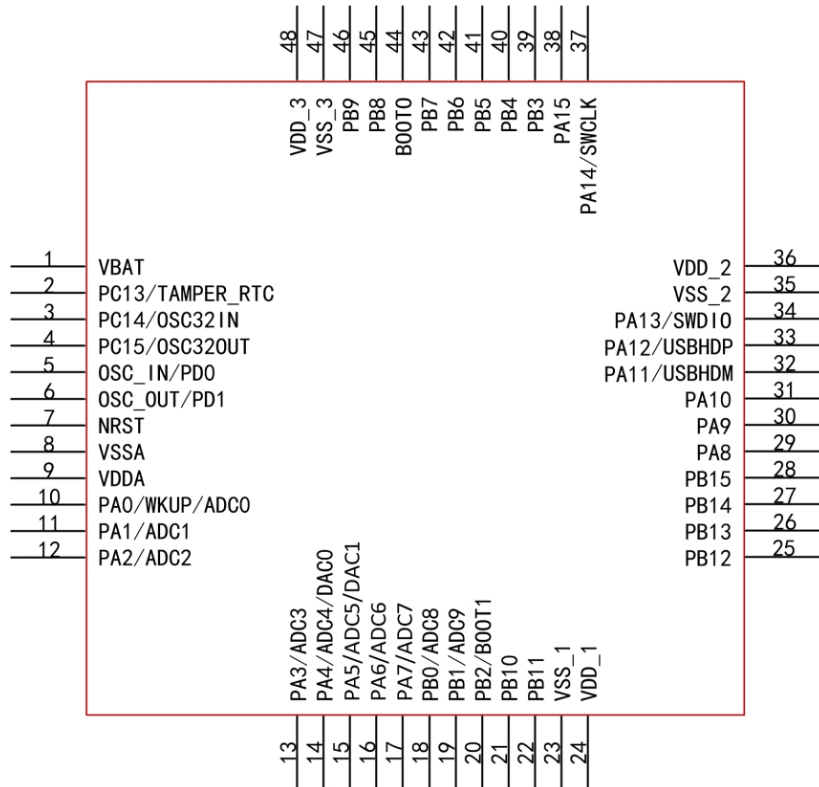 48 47 46 45 44 43 42 41 40 39 38 37
VDD_3
VSS_3
PB9
PB8
BOOT0
PB7
PB6
PB5
PB4
PB3
PA15
PA14/SWCLK
1 VBAT
2 PC13/TAMPER_RTC
3 PC14/OSC32IN
4 PC15/OSC32OUT
5 OSC_IN/PD0
6 OSC_OUT/PD1
7 NRST
8 VSSA
9 VDDA
10 PA0/WKUP/ADC0
11 PA1/ADC1
12 PA2/ADC2
VDD_2 36
VSS_2 35
PA13/SWDIO 34
PA12/USBHDP 33
PA11/USBHDM 32
PA10 31
PA9 30
PA8 29
PB15 28
PB14 27
PB13 26
PB12 25
PA3/ADC3
PA4/ADC4/DAC0
PA5/ADC5/DAC1
PA6/ADC6
PA7/ADC7
PB0/ADC8
PB1/ADC9
PB2/BOOT1
PB10
PB11
VSS_1
VDD_1
13 14 15 16 17 18 19 20 21 22 23 24